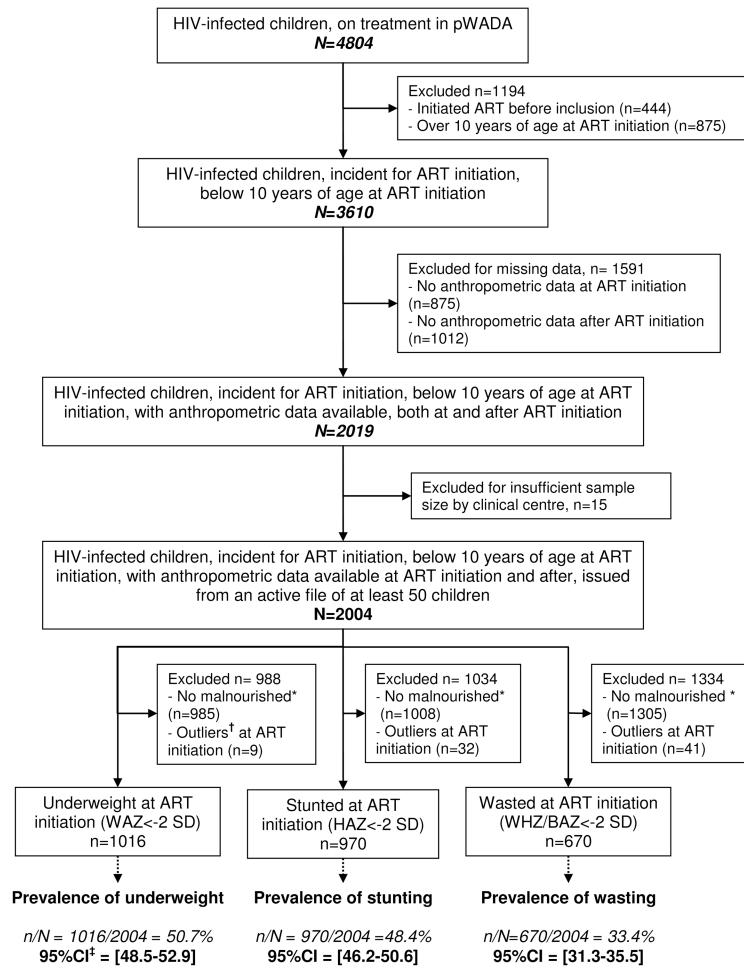 HIV-infected children, on treatment in pWADA
N=4804
Excluded n=1194
- Initiated ART before inclusion (n=444)
- Over 10 years of age at ART initiation (n=875)
HIV-infected children, incident for ART initiation,
below 10 years of age at ART initiation
N=3610
Excluded for missing data, n= 1591
- No anthropometric data at ART initiation
(n=875)
- No anthropometric data after ART initiation
(n=1012)
HIV-infected children, incident for ART initiation, below 10 years of age at ART
initiation, with anthropometric data available, both at and after ART initiation
N=2019
Excluded for insufficient sample
size by clinical centre, n=15
HIV-infected children, incident for ART initiation, below 10 years of age at ART
initiation, with anthropometric data available at ART initiation and after, issued
from an active file of at least 50 children
N=2004
Excluded n= 988
- No malnourished*
(n=985)
- Outliers† at ART
initiation (n=9)
Excluded n= 1034
- No malnourished*
(n=1008)
- Outliers at ART
initiation (n=32)
Excluded n= 1334
- No malnourished *
(n=1305)
- Outliers at ART
initiation (n=41)
Underweight at ART
initiation (WAZ<-2 SD)
n=1016
Stunted at ART
initiation (HAZ<-2 SD)
n=970
Wasted at ART initiation
(WHZ/BAZ<-2 SD)
n=670
Prevalence of underweight
n/N = 1016/2004 = 50.7%
95%CI‡ = [48.5-52.9]
Prevalence of stunting
n/N = 970/2004 =48.4%
95%CI = [46.2-50.6]
Prevalence of wasting
n/N=670/2004 = 33.4%
95%CI = [31.3-35.5]